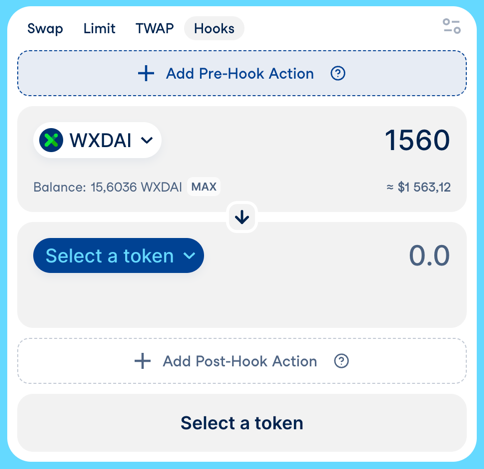 Swap Limit TWAP Hooks
Add Pre-Hook Action ?
WXDAI 1560
Balance: 15,6036 WXDAI MAX ≈ $1 563,12
Select a token 0.0
Add Post-Hook Action ?
Select a token